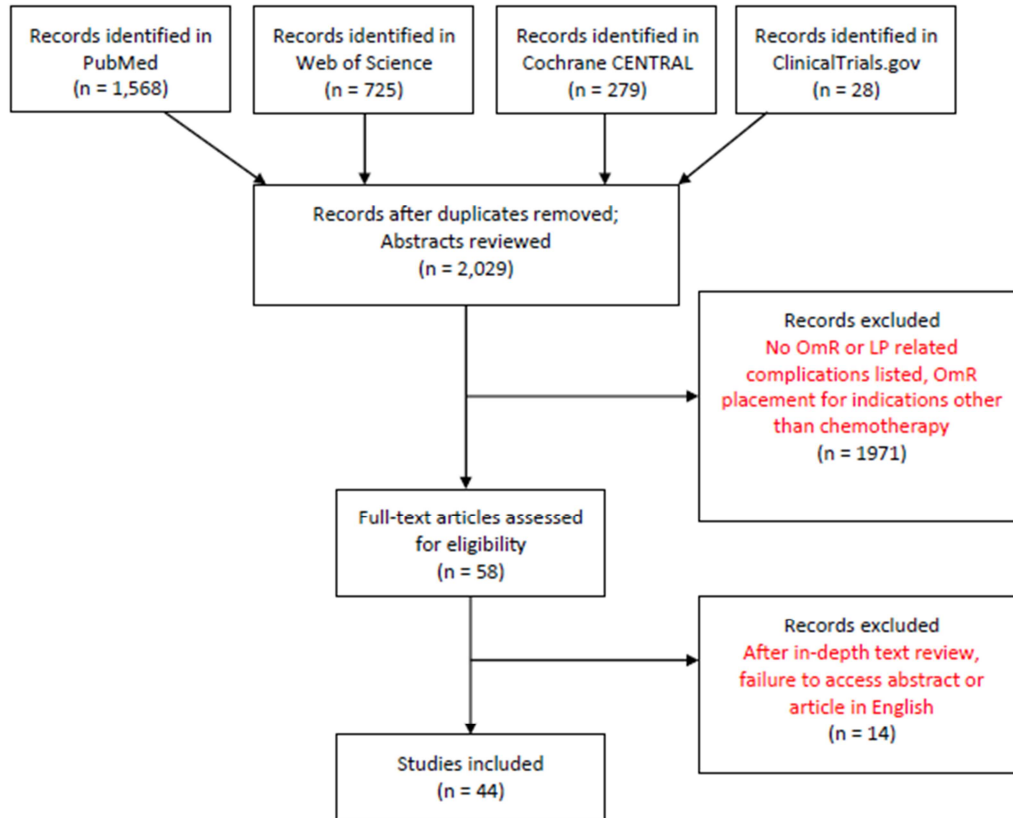 Records identified in
PubMed
(n = 1,568)
Records identified in
Web of Science
(n = 725)
Records identified in
Cochrane CENTRAL
(n = 279)
Records identified in
ClinicalTrials.gov
(n = 28)
Records after duplicates removed;
Abstracts reviewed
(n = 2,029)
Records excluded
No OmR or LP related
complications listed, OmR
placement for indications other
than chemotherapy
(n = 1971)
Full-text articles assessed
for eligibility
(n = 58)
Records excluded
After in-depth text review,
failure to access abstract or
article in English
(n = 14)
Studies included
(n = 44)